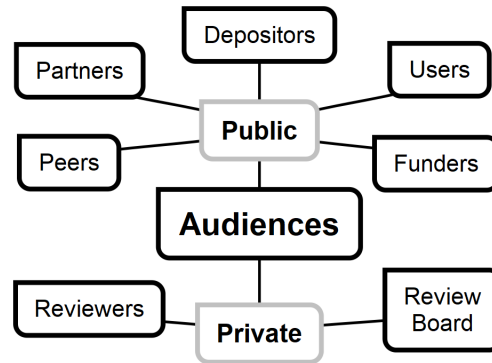 Depositors
Partners
Users
Public
Peers
Funders
Audiences
Reviewers
Review
Board
Private